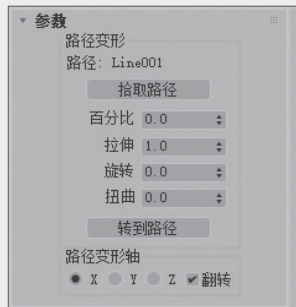 参数
路径变形
路径: Line001
拾取路径
百分比 0.0
拉伸 1.0
旋转 0.0
扭曲 0.0
转到路径
路径变形轴
X Y Z 翻转